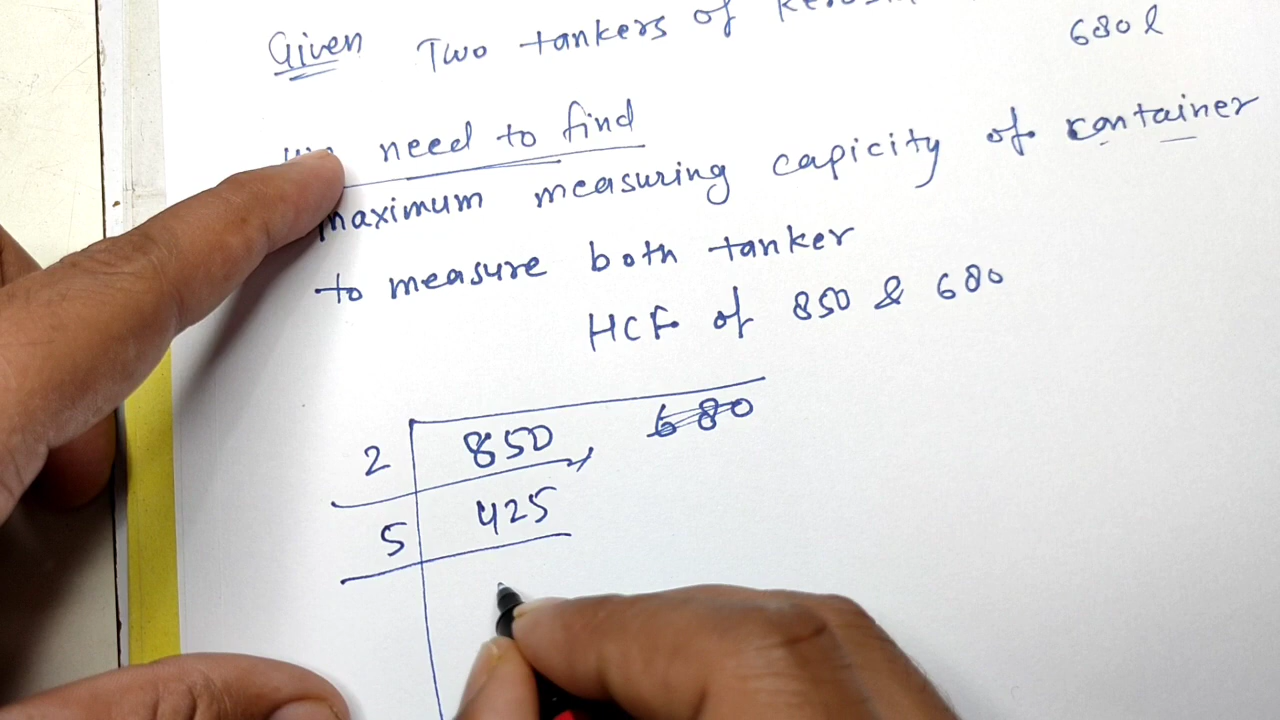 Given Two tankers of
680 l
need to find
maximum measuring capicity of container
to measure both tanker
HCF of 850 & 680
2 850, 680
5 425